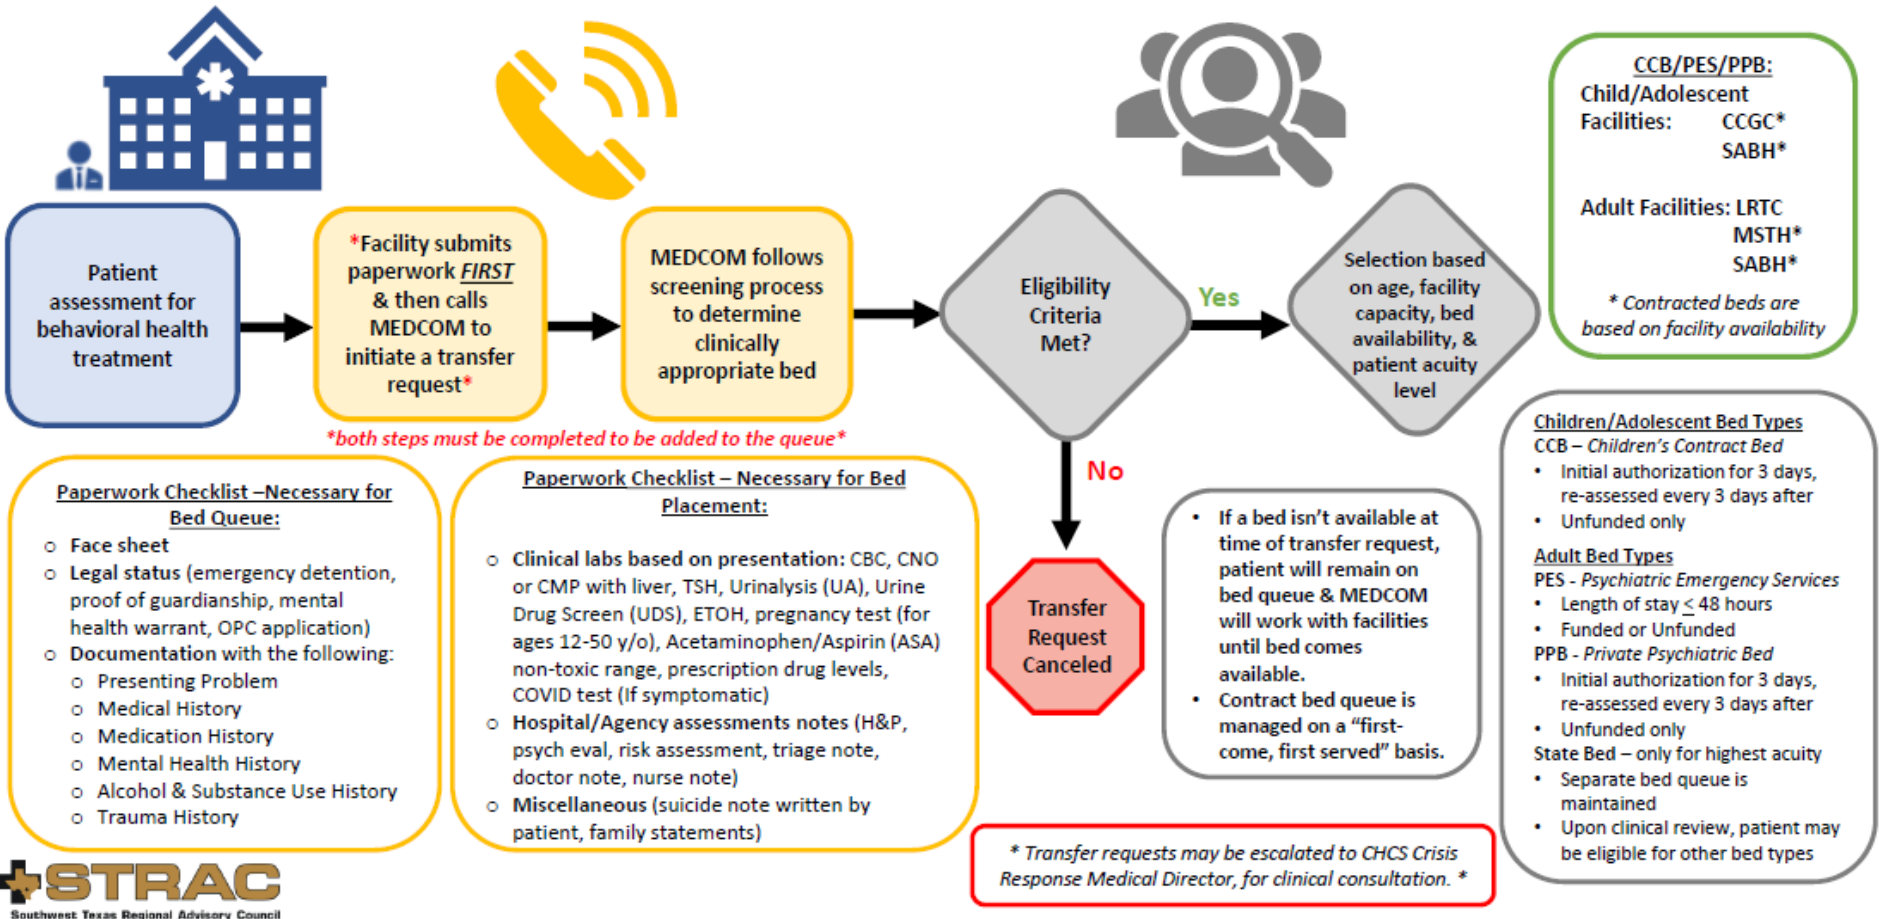 Patient
assessment for
behavioral health
treatment
*Facility submits
paperwork FIRST
& then calls
MEDCOM to
initiate a transfer
request*
MEDCOM follows
screening process
to determine
clinically
appropriate bed
*both steps must be completed to be added to the queue*
Eligibility
Criteria
Met?
Yes
No
Selection based
on age, facility
capacity, bed
availability, &
patient acuity
level
CCB/PES/PPB:
Child/Adolescent
Facilities: CCGC*
SABH*
Adult Facilities: LRTC
MSTH*
SABH*
* Contracted beds are
based on facility availability
Paperwork Checklist –Necessary for
Bed Queue:
o Face sheet
o Legal status (emergency detention,
proof of guardianship, mental
health warrant, OPC application)
o Documentation with the following:
o Presenting Problem
o Medical History
o Medication History
o Mental Health History
o Alcohol & Substance Use History
o Trauma History
Paperwork Checklist – Necessary for Bed
Placement:
o Clinical labs based on presentation: CBC, CNO
or CMP with liver, TSH, Urinalysis (UA), Urine
Drug Screen (UDS), ETOH, pregnancy test (for
ages 12-50 y/o), Acetaminophen/Aspirin (ASA)
non-toxic range, prescription drug levels,
COVID test (If symptomatic)
o Hospital/Agency assessments notes (H&P,
psych eval, risk assessment, triage note,
doctor note, nurse note)
o Miscellaneous (suicide note written by
patient, family statements)
Transfer
Request
Canceled
• If a bed isn't available at
time of transfer request,
patient will remain on
bed queue & MEDCOM
will work with facilities
until bed comes
available.
• Contract bed queue is
managed on a "first-
come, first served" basis.
Children/Adolescent Bed Types
CCB – Children's Contract Bed
• Initial authorization for 3 days,
re-assessed every 3 days after
• Unfunded only
Adult Bed Types
PES - Psychiatric Emergency Services
• Length of stay < 48 hours
• Funded or Unfunded
PPB - Private Psychiatric Bed
• Initial authorization for 3 days,
re-assessed every 3 days after
• Unfunded only
State Bed – only for highest acuity
• Separate bed queue is
maintained
• Upon clinical review, patient may
be eligible for other bed types
* Transfer requests may be escalated to CHCS Crisis
Response Medical Director, for clinical consultation. *
STRAC
Southwest Texas Regional Advisory Council